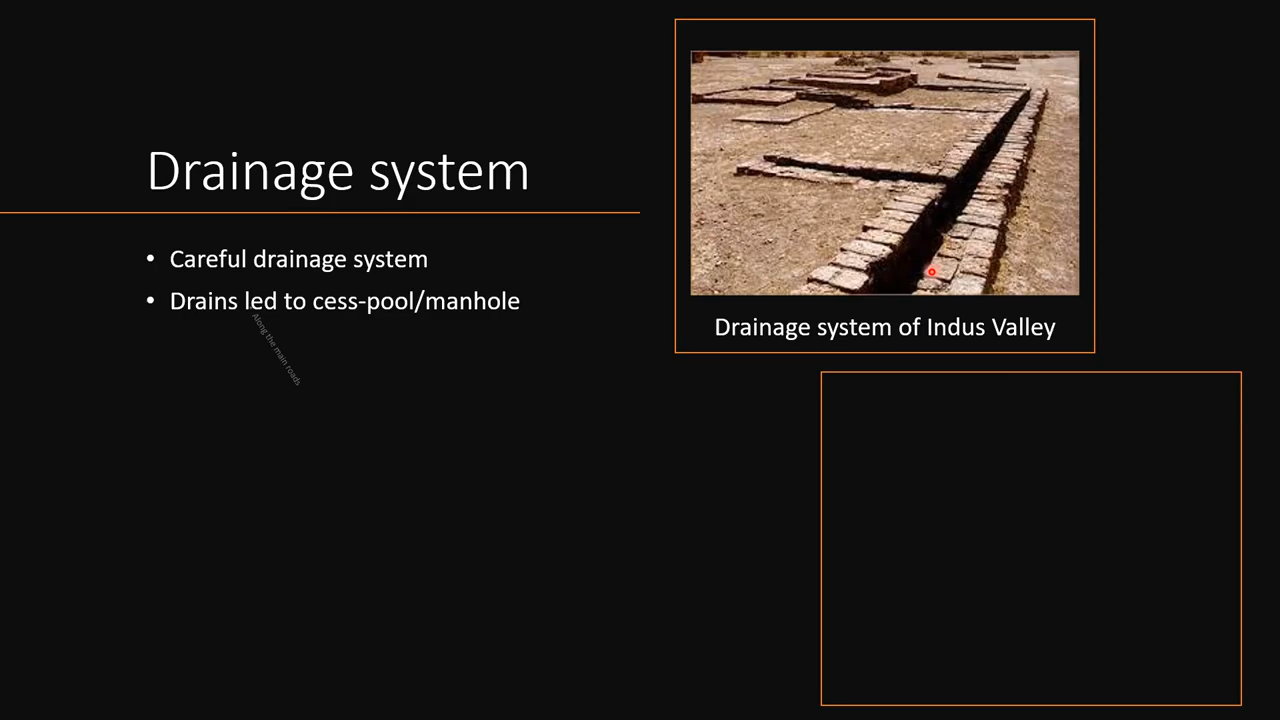 Drainage system
• Careful drainage system
• Drains led to cess-pool/manhole
Along the main roads
Drainage system of Indus Valley